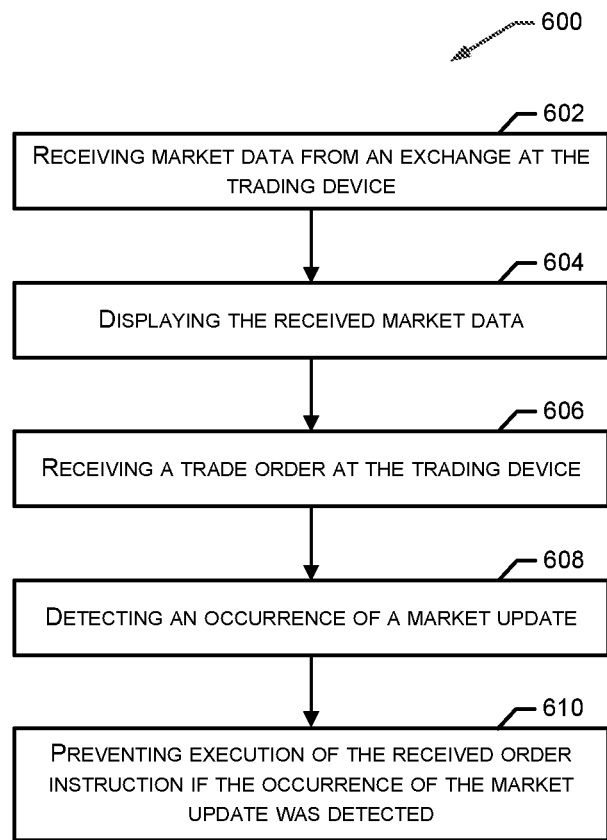 600
602
RECEIVING MARKET DATA FROM AN EXCHANGE AT THE
TRADING DEVICE
604
DISPLAYING THE RECEIVED MARKET DATA
606
RECEIVING A TRADE ORDER AT THE TRADING DEVICE
608
DETECTING AN OCCURRENCE OF A MARKET UPDATE
610
PREVENTING EXECUTION OF THE RECEIVED ORDER
INSTRUCTION IF THE OCCURRENCE OF THE MARKET
UPDATE WAS DETECTED